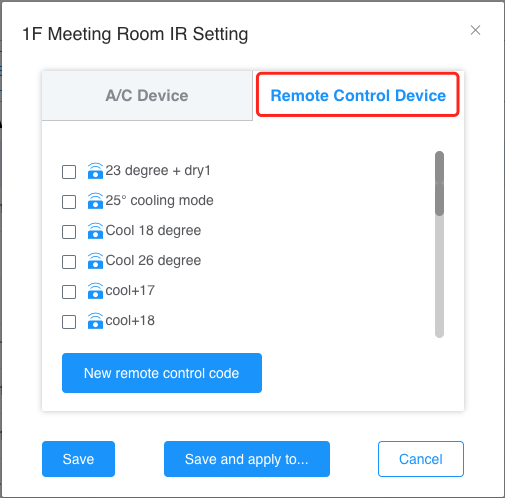 1F Meeting Room IR Setting
A/C Device
Remote Control Device
23 degree + dry1
25° cooling mode
Cool 18 degree
Cool 26 degree
cool+17
cool+18
New remote control code
Save
Save and apply to...
Cancel